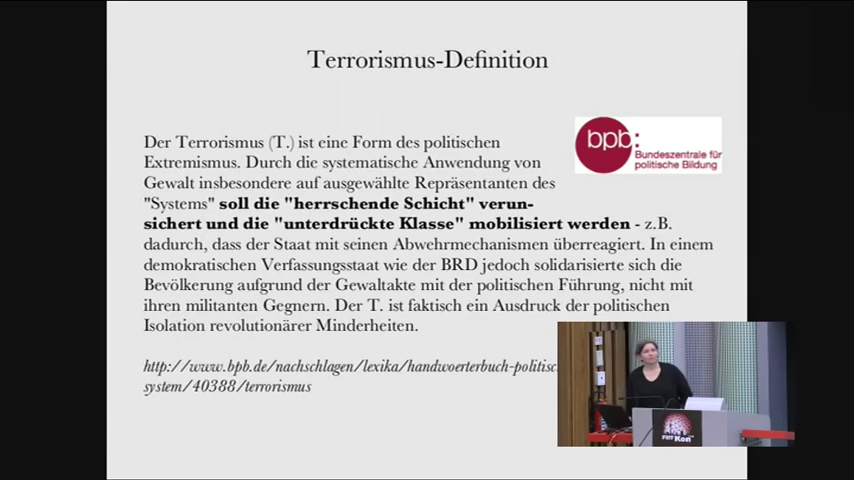 Terrorismus-Definition
Der Terrorismus (T.) ist eine Form des politischen
Extremismus. Durch die systematische Anwendung von
Gewalt insbesondere auf ausgewählte Repräsentanten des
"Systems" soll die "herrschende Schicht" verun-
sichert und die "unterdrückte Klasse" mobilisiert werden - z.B.
dadurch, dass der Staat mit seinen Abwehrmechanismen überreagiert. In einem
demokratischen Verfassungsstaat wie der BRD jedoch solidarisierte sich die
Bevölkerung aufgrund der Gewaltakte mit der politischen Führung, nicht mit
ihren militanten Gegnern. Der T. ist faktisch ein Ausdruck der politischen
Isolation revolutionärer Minderheiten.
http://www.bpb.de/nachschlagen/lexika/handwoerterbuch-politisc
system/40388/terrorismus
bpb:
Bundeszentrale für
politische Bildung
FIfF
Kon